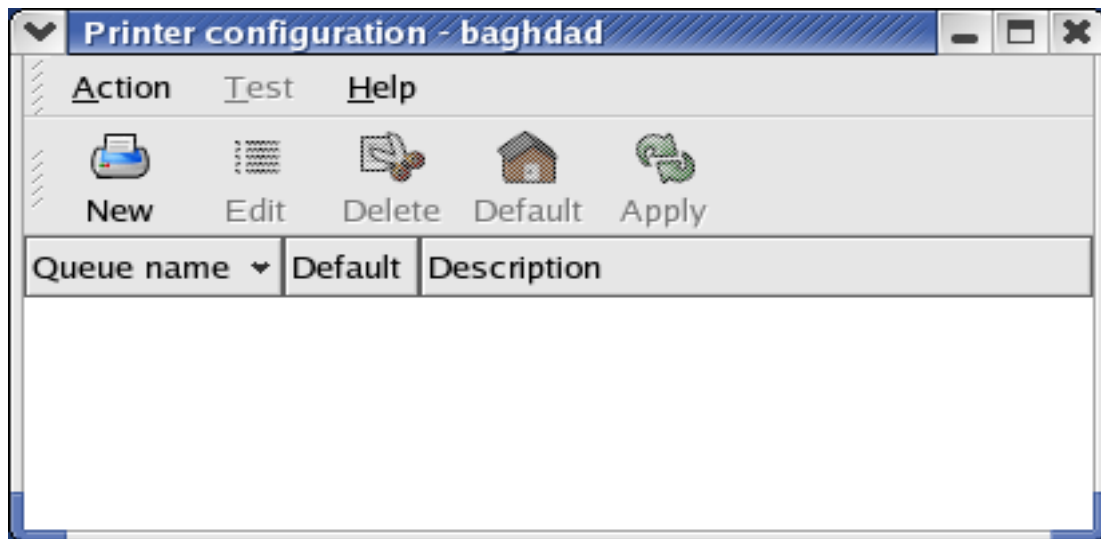 Printer configuration - baghdad
Action Test Help
New Edit Delete Default Apply
Queue name Default Description